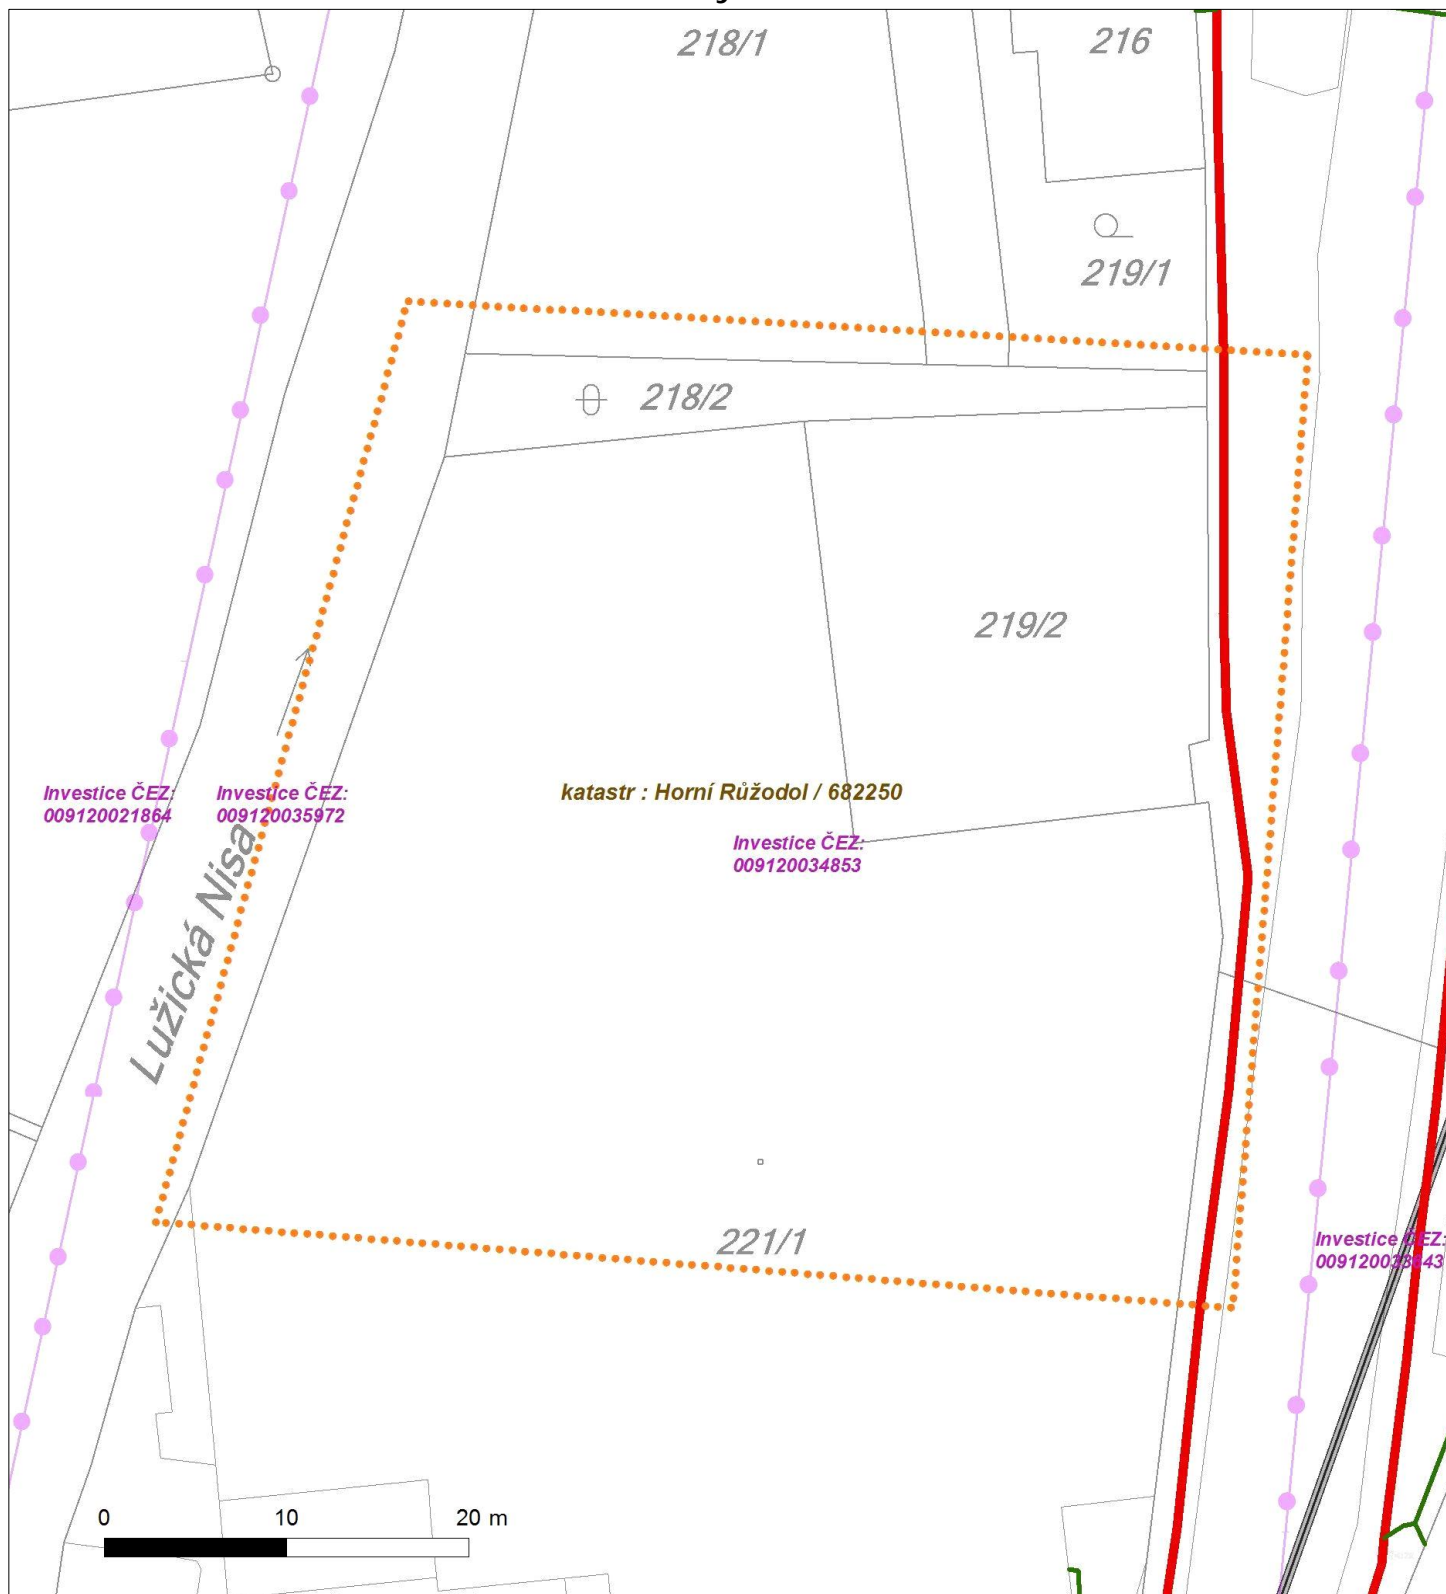 218/1
216
219/1
218/2
219/2
Investice ČEZ:
009120021864
Investice ČEZ:
009120035972
katastr : Horní Růžodol / 682250
Investice ČEZ:
009120034853
Lužická Nisa
221/1
Investice ČEZ:
0 10 20 m